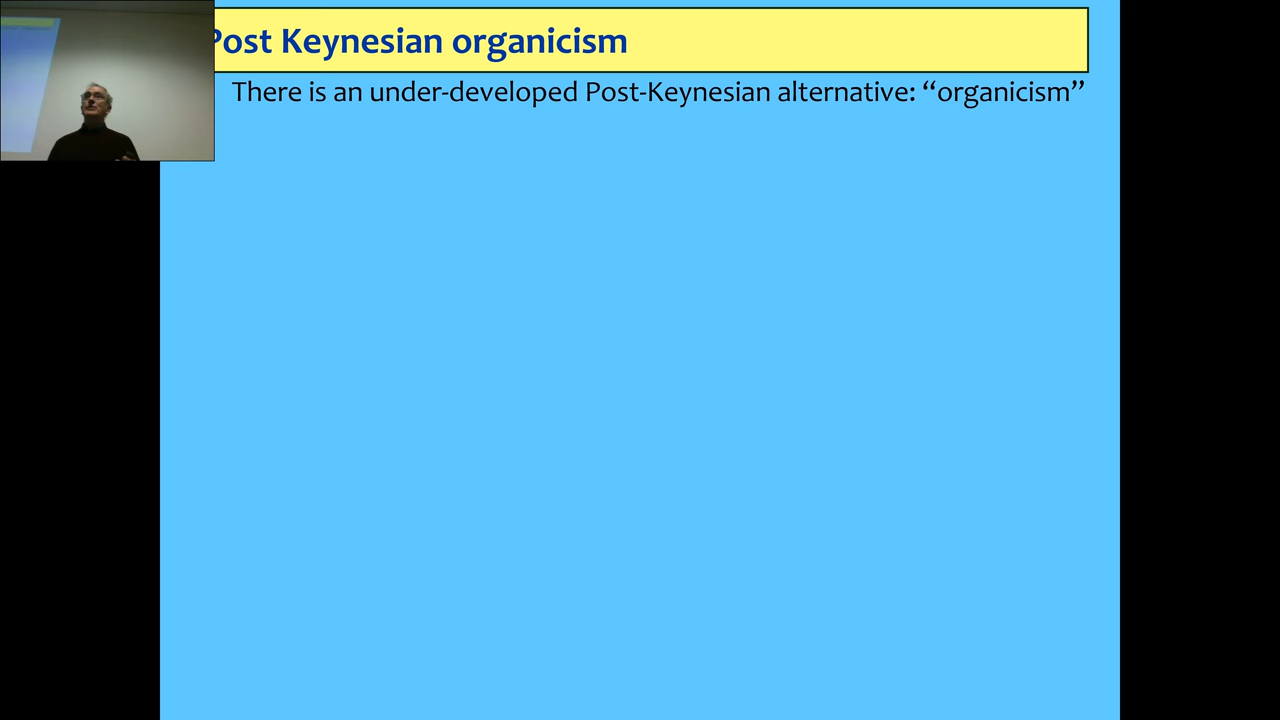 Post Keynesian organicism
There is an under-developed Post-Keynesian alternative: “organicism”